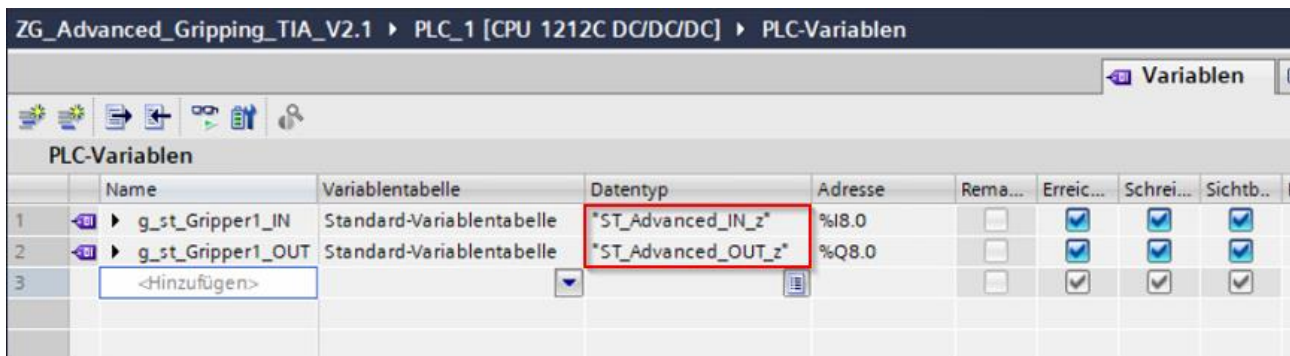 ZG_Advanced_Gripping_TIA_V2.1 ▸ PLC_1 [CPU 1212C DC/DC/DC] ▸ PLC-Variablen
Variablen
PLC-Variablen
Name Variablentabelle Datentyp Adresse Rema... Erreic... Schrei... Sichtb...
1 g_st_Gripper1_IN Standard-Variablentabelle "ST_Advanced_IN_z" %I8.0
2 g_st_Gripper1_OUT Standard-Variablentabelle "ST_Advanced_OUT_z" %Q8.0
3 <Hinzufügen>